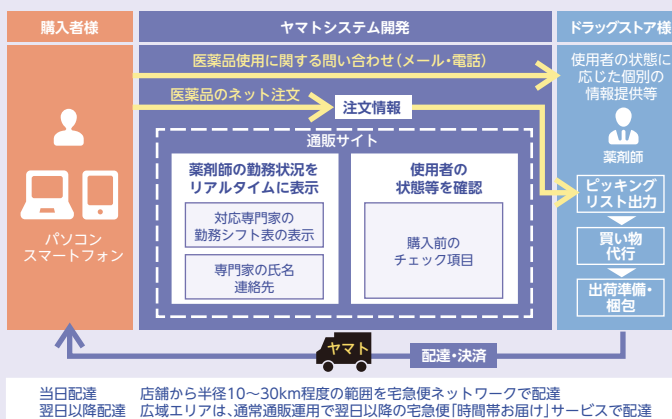 購入者様
ヤマトシステム開発
ドラッグストア様
医薬品使用に関する問い合わせ(メール・電話)
使用者の状態に
応じた個別の
情報提供等
医薬品のネット注文
注文情報
薬剤師
通販サイト
薬剤師の勤務状況を
リアルタイムに表示
対応専門家の
勤務シフト表の表示
専門家の氏名
連絡先
使用者の
状態等を確認
購入前の
チェック項目
パソコン
スマートフォン
ピッキング
リスト出力
買い物
代行
出荷準備・
梱包
ヤマト
配達・決済
当日配達 店舗から半径10～30km程度の範囲を宅急便ネットワークで配達
翌日以降配達 広域エリアは、通常通販運用で翌日以降の宅急便「時間帯お届け」サービスで配達